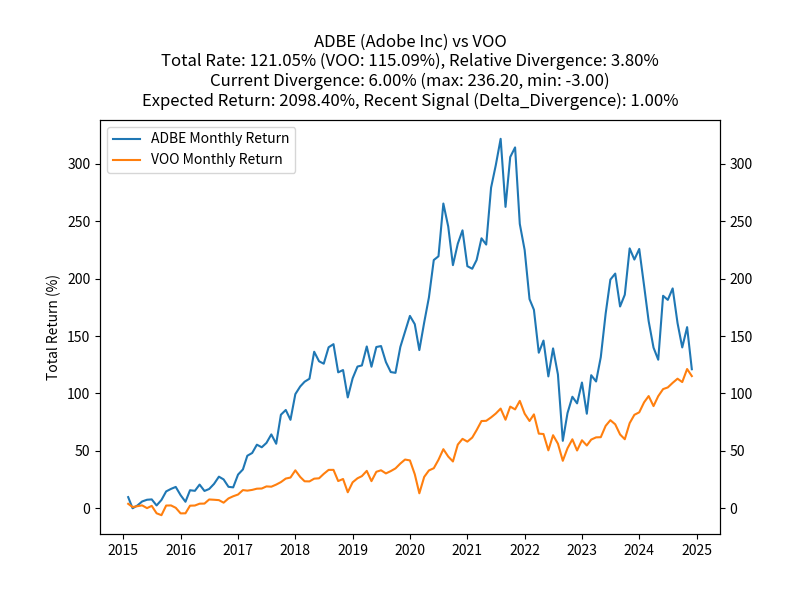 ADBE (Adobe Inc) vs VOO
Total Rate: 121.05% (VOO: 115.09%), Relative Divergence: 3.80%
Current Divergence: 6.00% (max: 236.20, min: -3.00)
Expected Return: 2098.40%, Recent Signal (Delta_Divergence): 1.00%
ADBE Monthly Return
VOO Monthly Return
Total Return (%)
300 300
250 250
200 200
150 150
100 100
50 50
0 0
2015 2016 2017 2018 2019 2020 2021 2022 2023 2024 2025